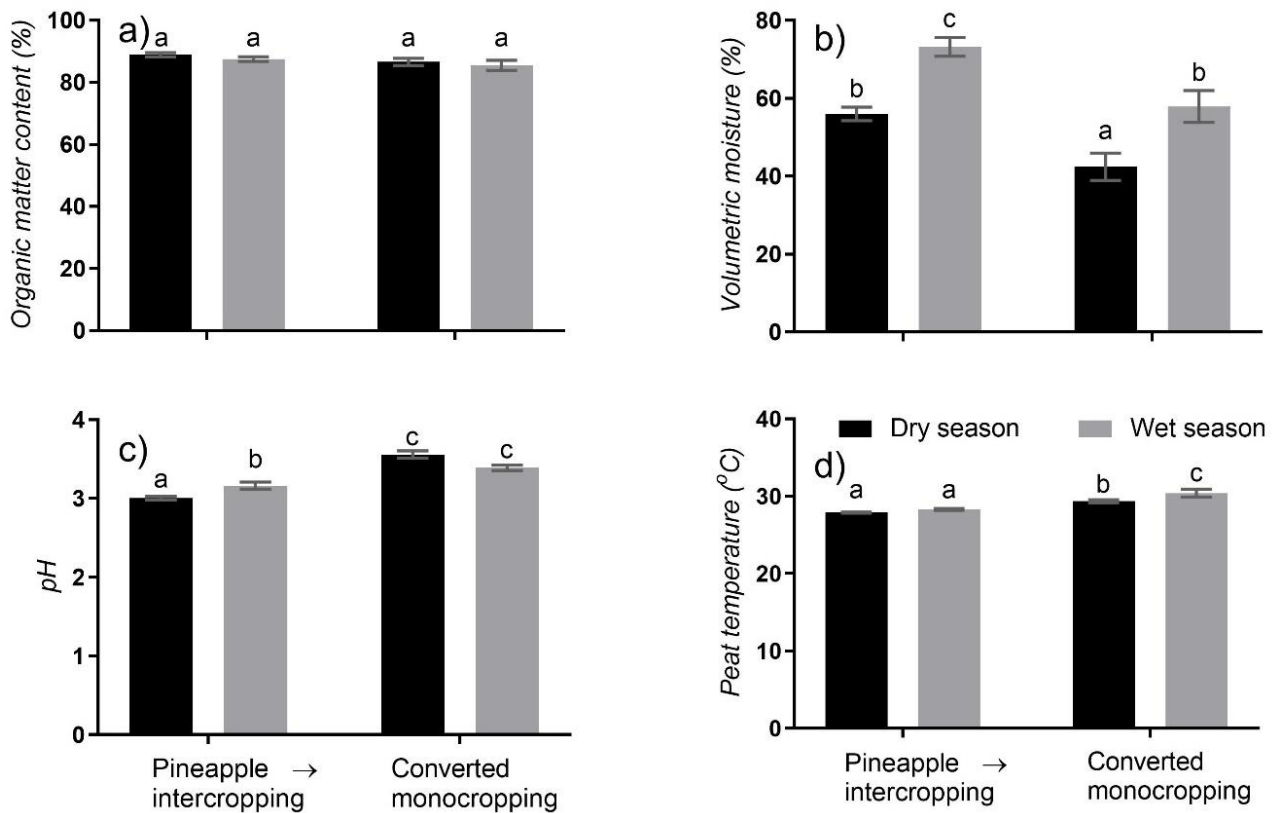 a)
Organic matter content (%)
100
80
60
40
20
0
a
a
a
a
b)
Volumetric moisture (%)
80
60
40
20
0
b
c
a
b
c)
pH
4
3
2
1
0
a
b
c
c
Pineapple →
intercropping
Converted
monocropping
d)
Peat temperature (⁰C)
40
30
20
10
0
Dry season
Wet season
a
a
b
c
Pineapple →
intercropping
Converted
monocropping